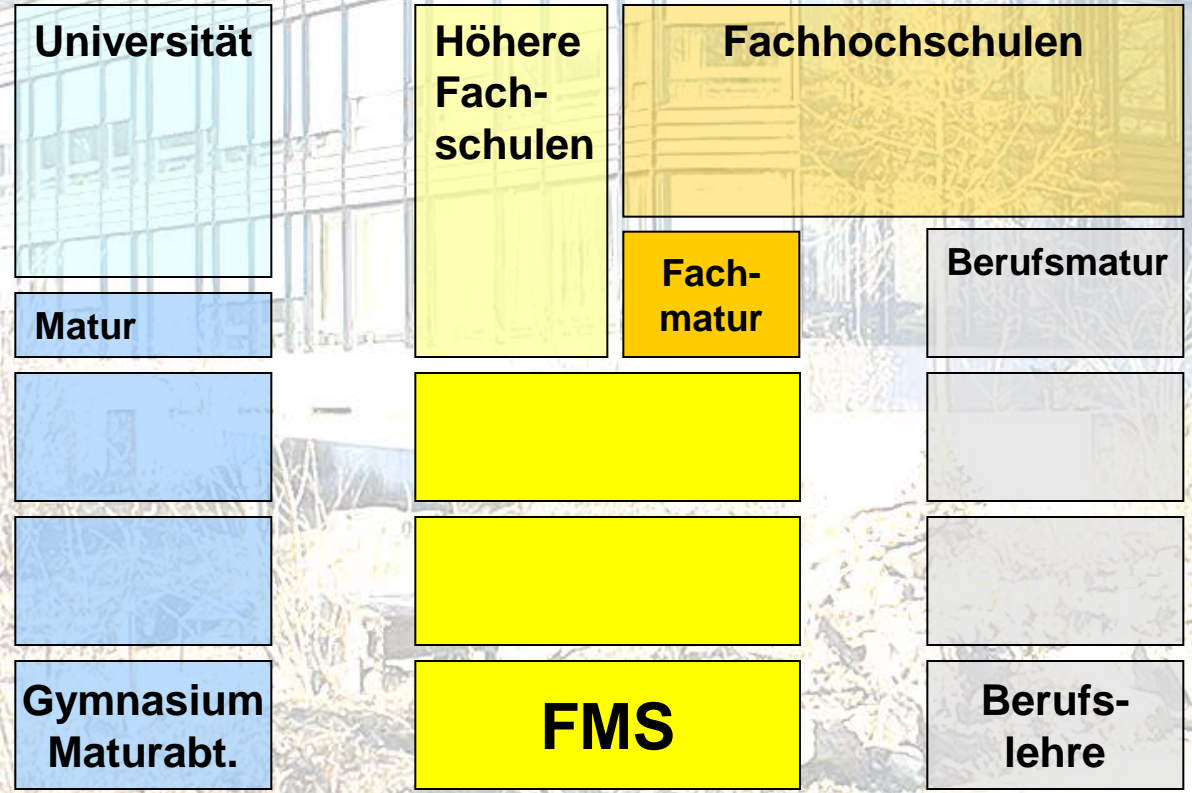 Universität
Höhere
Fach-
schulen
Fachhochschulen
Matur
Fach-
matur
Berufsmatur
Gymnasium
Maturabt.
FMS
Berufs-
lehre